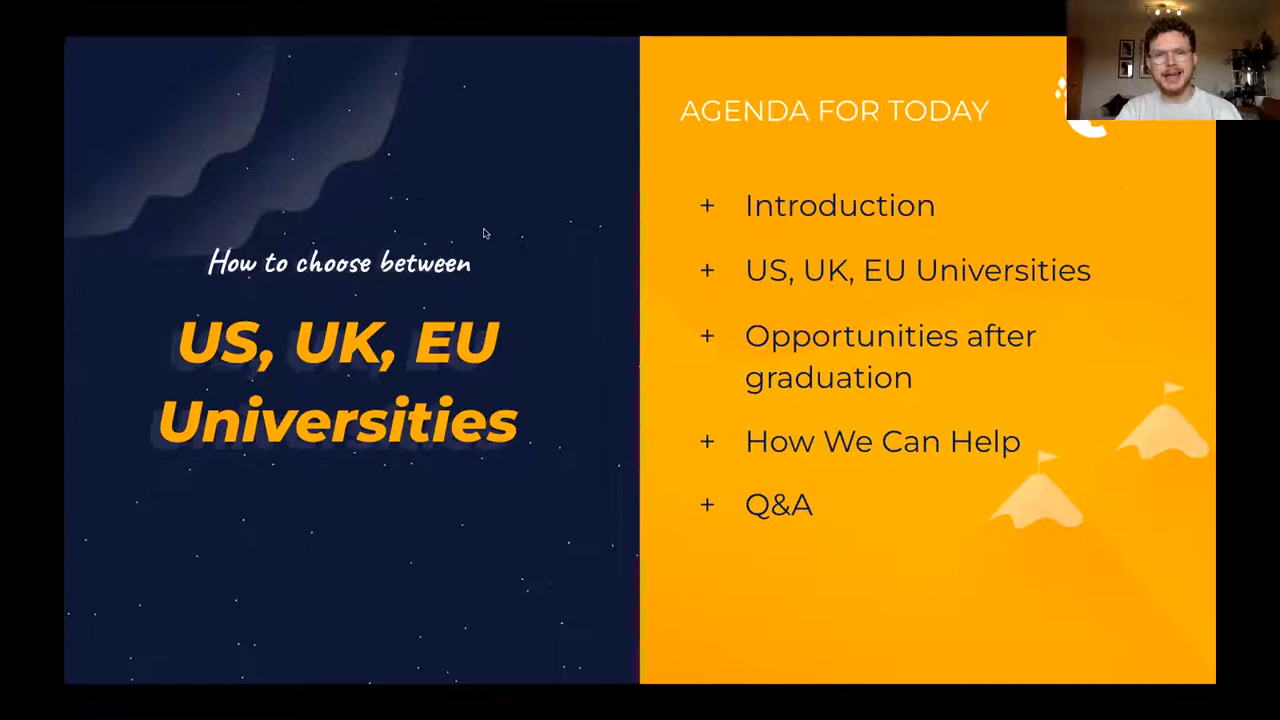 How to choose between
US, UK, EU
Universities
AGENDA FOR TODAY
+ Introduction
+ US, UK, EU Universities
+ Opportunities after
graduation
+ How We Can Help
+ Q&A